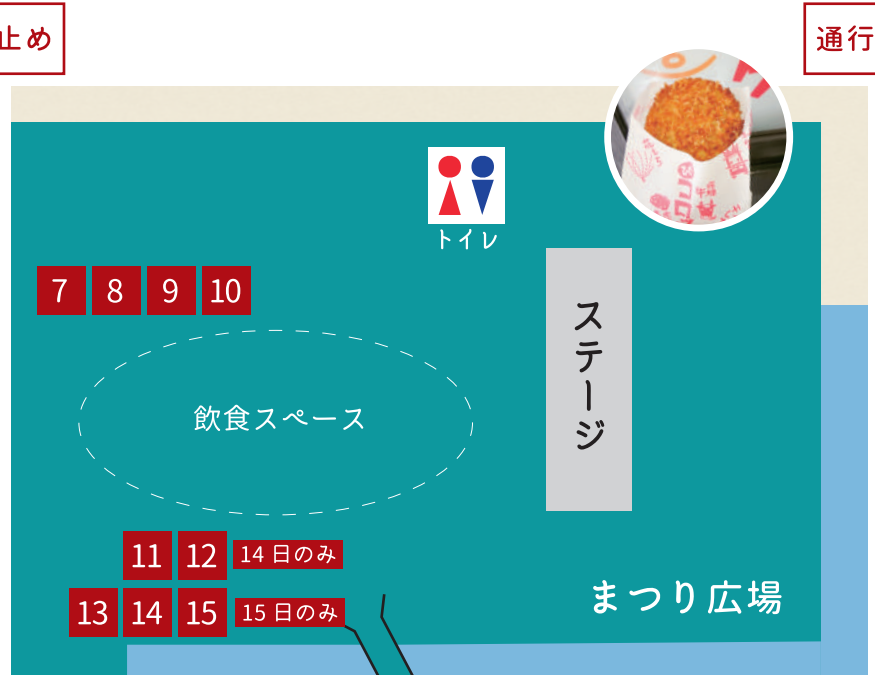 止め
通行
トイレ
7 8 9 10
ステージ
飲食スペース
11 12 14日のみ
13 14 15 15日のみ
まつり広場